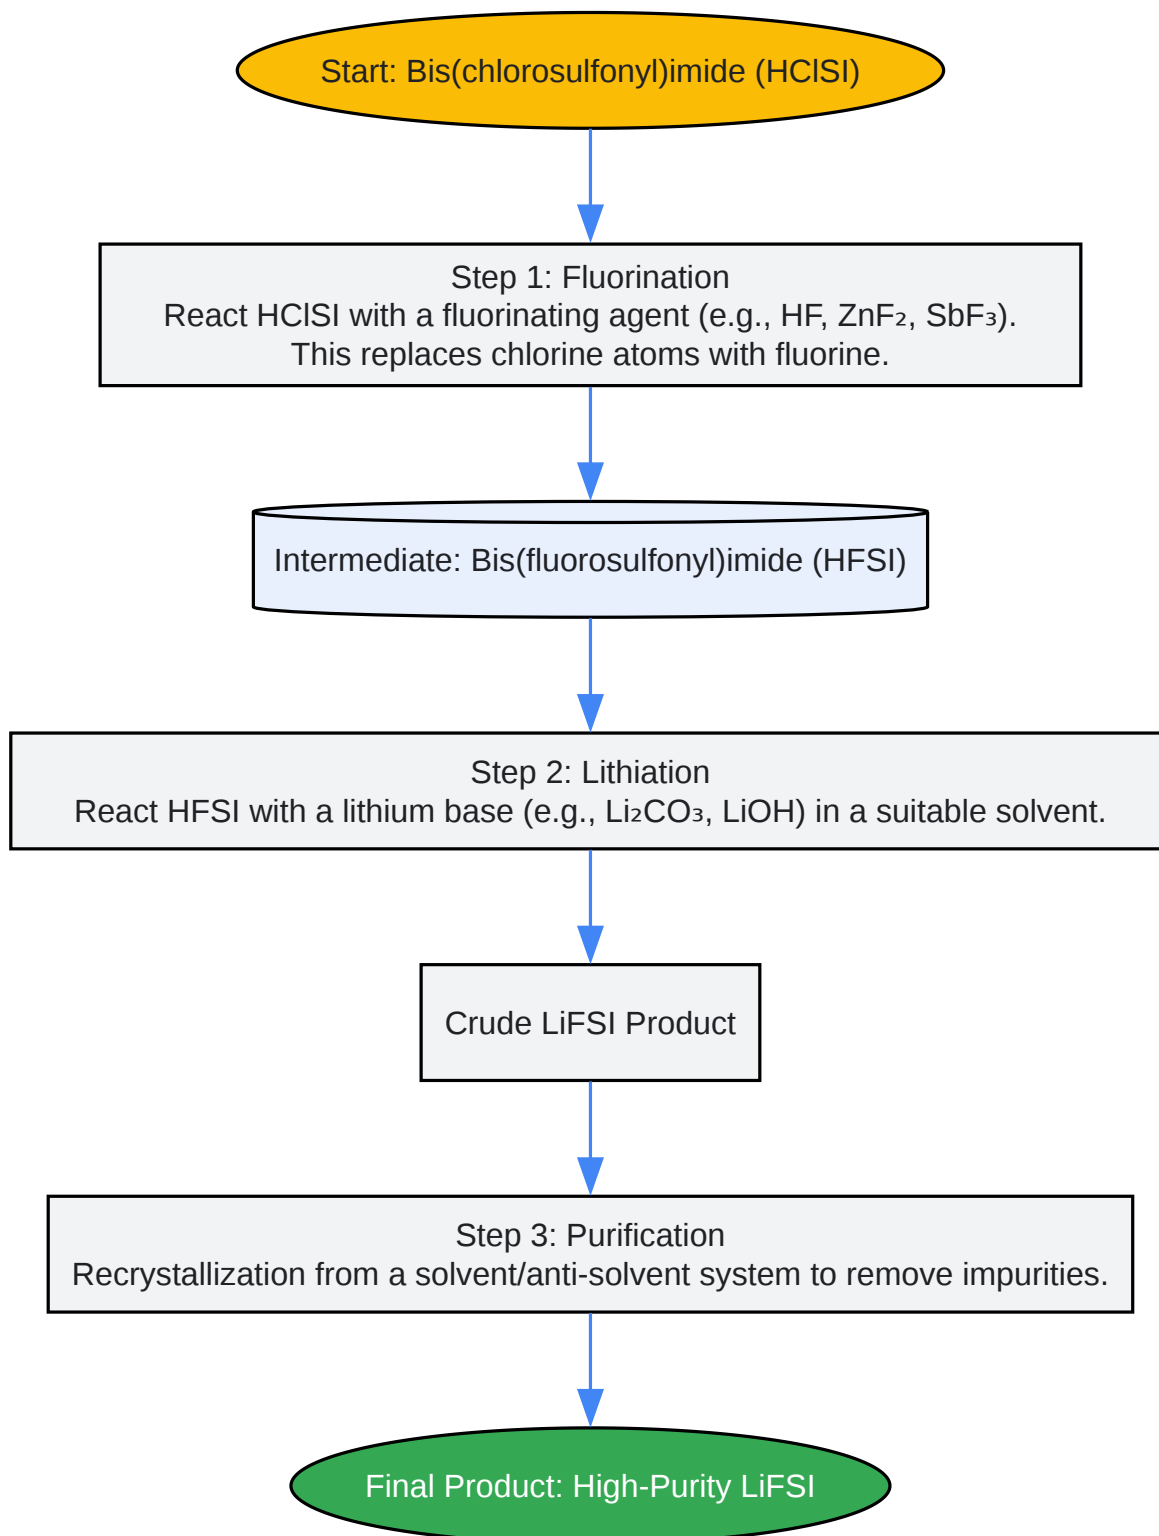 Start: Bis(chlorosulfonyl)imide (HClSI)
Step 1: Fluorination
React HClSI with a fluorinating agent (e.g., HF, ZnF₂, SbF₃).
This replaces chlorine atoms with fluorine.
Intermediate: Bis(fluorosulfonyl)imide (HFSI)
Step 2: Lithiation
React HFSI with a lithium base (e.g., Li₂CO₃, LiOH) in a suitable solvent.
Crude LiFSI Product
Step 3: Purification
Recrystallization from a solvent/anti-solvent system to remove impurities.
Final Product: High-Purity LiFSI